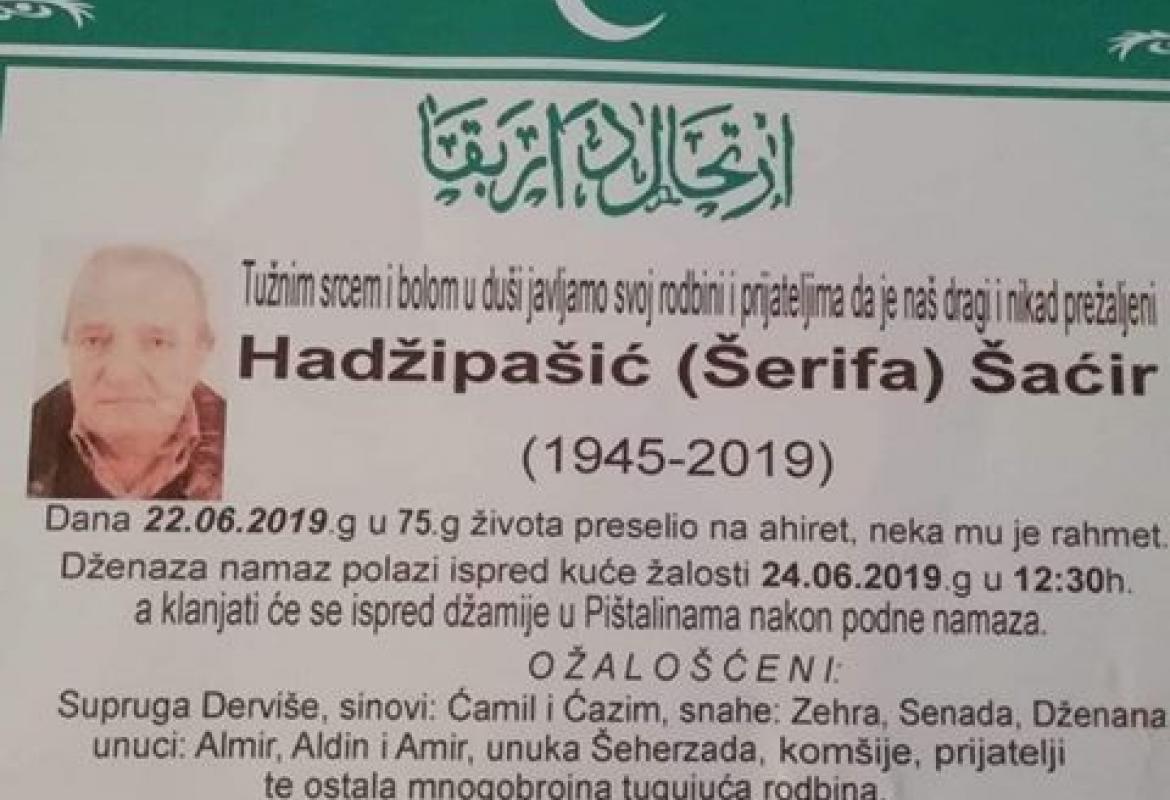 ارتحال دار بقا
Tužnim srcem i bolom u duši javljamo svoj rodbini i prijateljima da je naš dragi i nikad prežaljeni
Hadžipašić (Šerifa) Šaćir
(1945-2019)
Dana 22.06.2019.g u 75.g života preselio na ahiret, neka mu je rahmet.
Dženaza namaz polazi ispred kuće žalosti 24.06.2019.g u 12:30h.
a klanjati će se ispred džamije u Pištalinama nakon podne namaza.
OŽALOŠĆENI:
Supruga Derviše, sinovi: Ćamil i Ćazim, snahe: Zehra, Senada, Dženana
unuci: Almir, Aldin i Amir, unuka Šeherzada, komšije, prijatelji
te ostala mnogobrojna tugujuća rodbina.